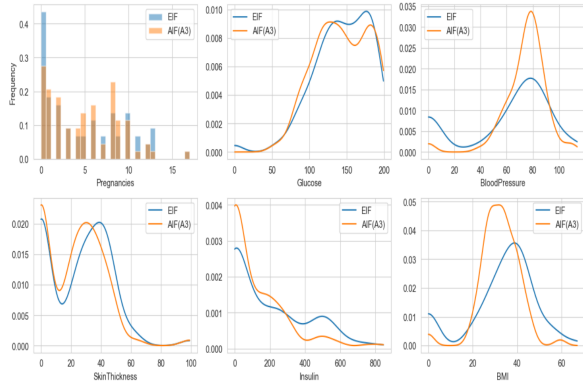 EIF
AIF(A3)
Frequency
0.4
0.3
0.2
0.1
0.0
0 5 10 15
Pregnancies
EIF
AIF(A3)
0.010
0.008
0.006
0.004
0.002
0.000
0 50 100 150 200
Glucose
EIF
AIF(A3)
0.035
0.030
0.025
0.020
0.015
0.010
0.005
0.000
0 50 100
BloodPressure
EIF
AIF(A3)
0.020
0.015
0.010
0.005
0.000
0 20 40 60 80 100
SkinThickness
EIF
AIF(A3)
0.004
0.003
0.002
0.001
0.000
0 200 400 600 800
Insulin
EIF
AIF(A3)
0.05
0.04
0.03
0.02
0.01
0.00
0 20 40 60
BMI